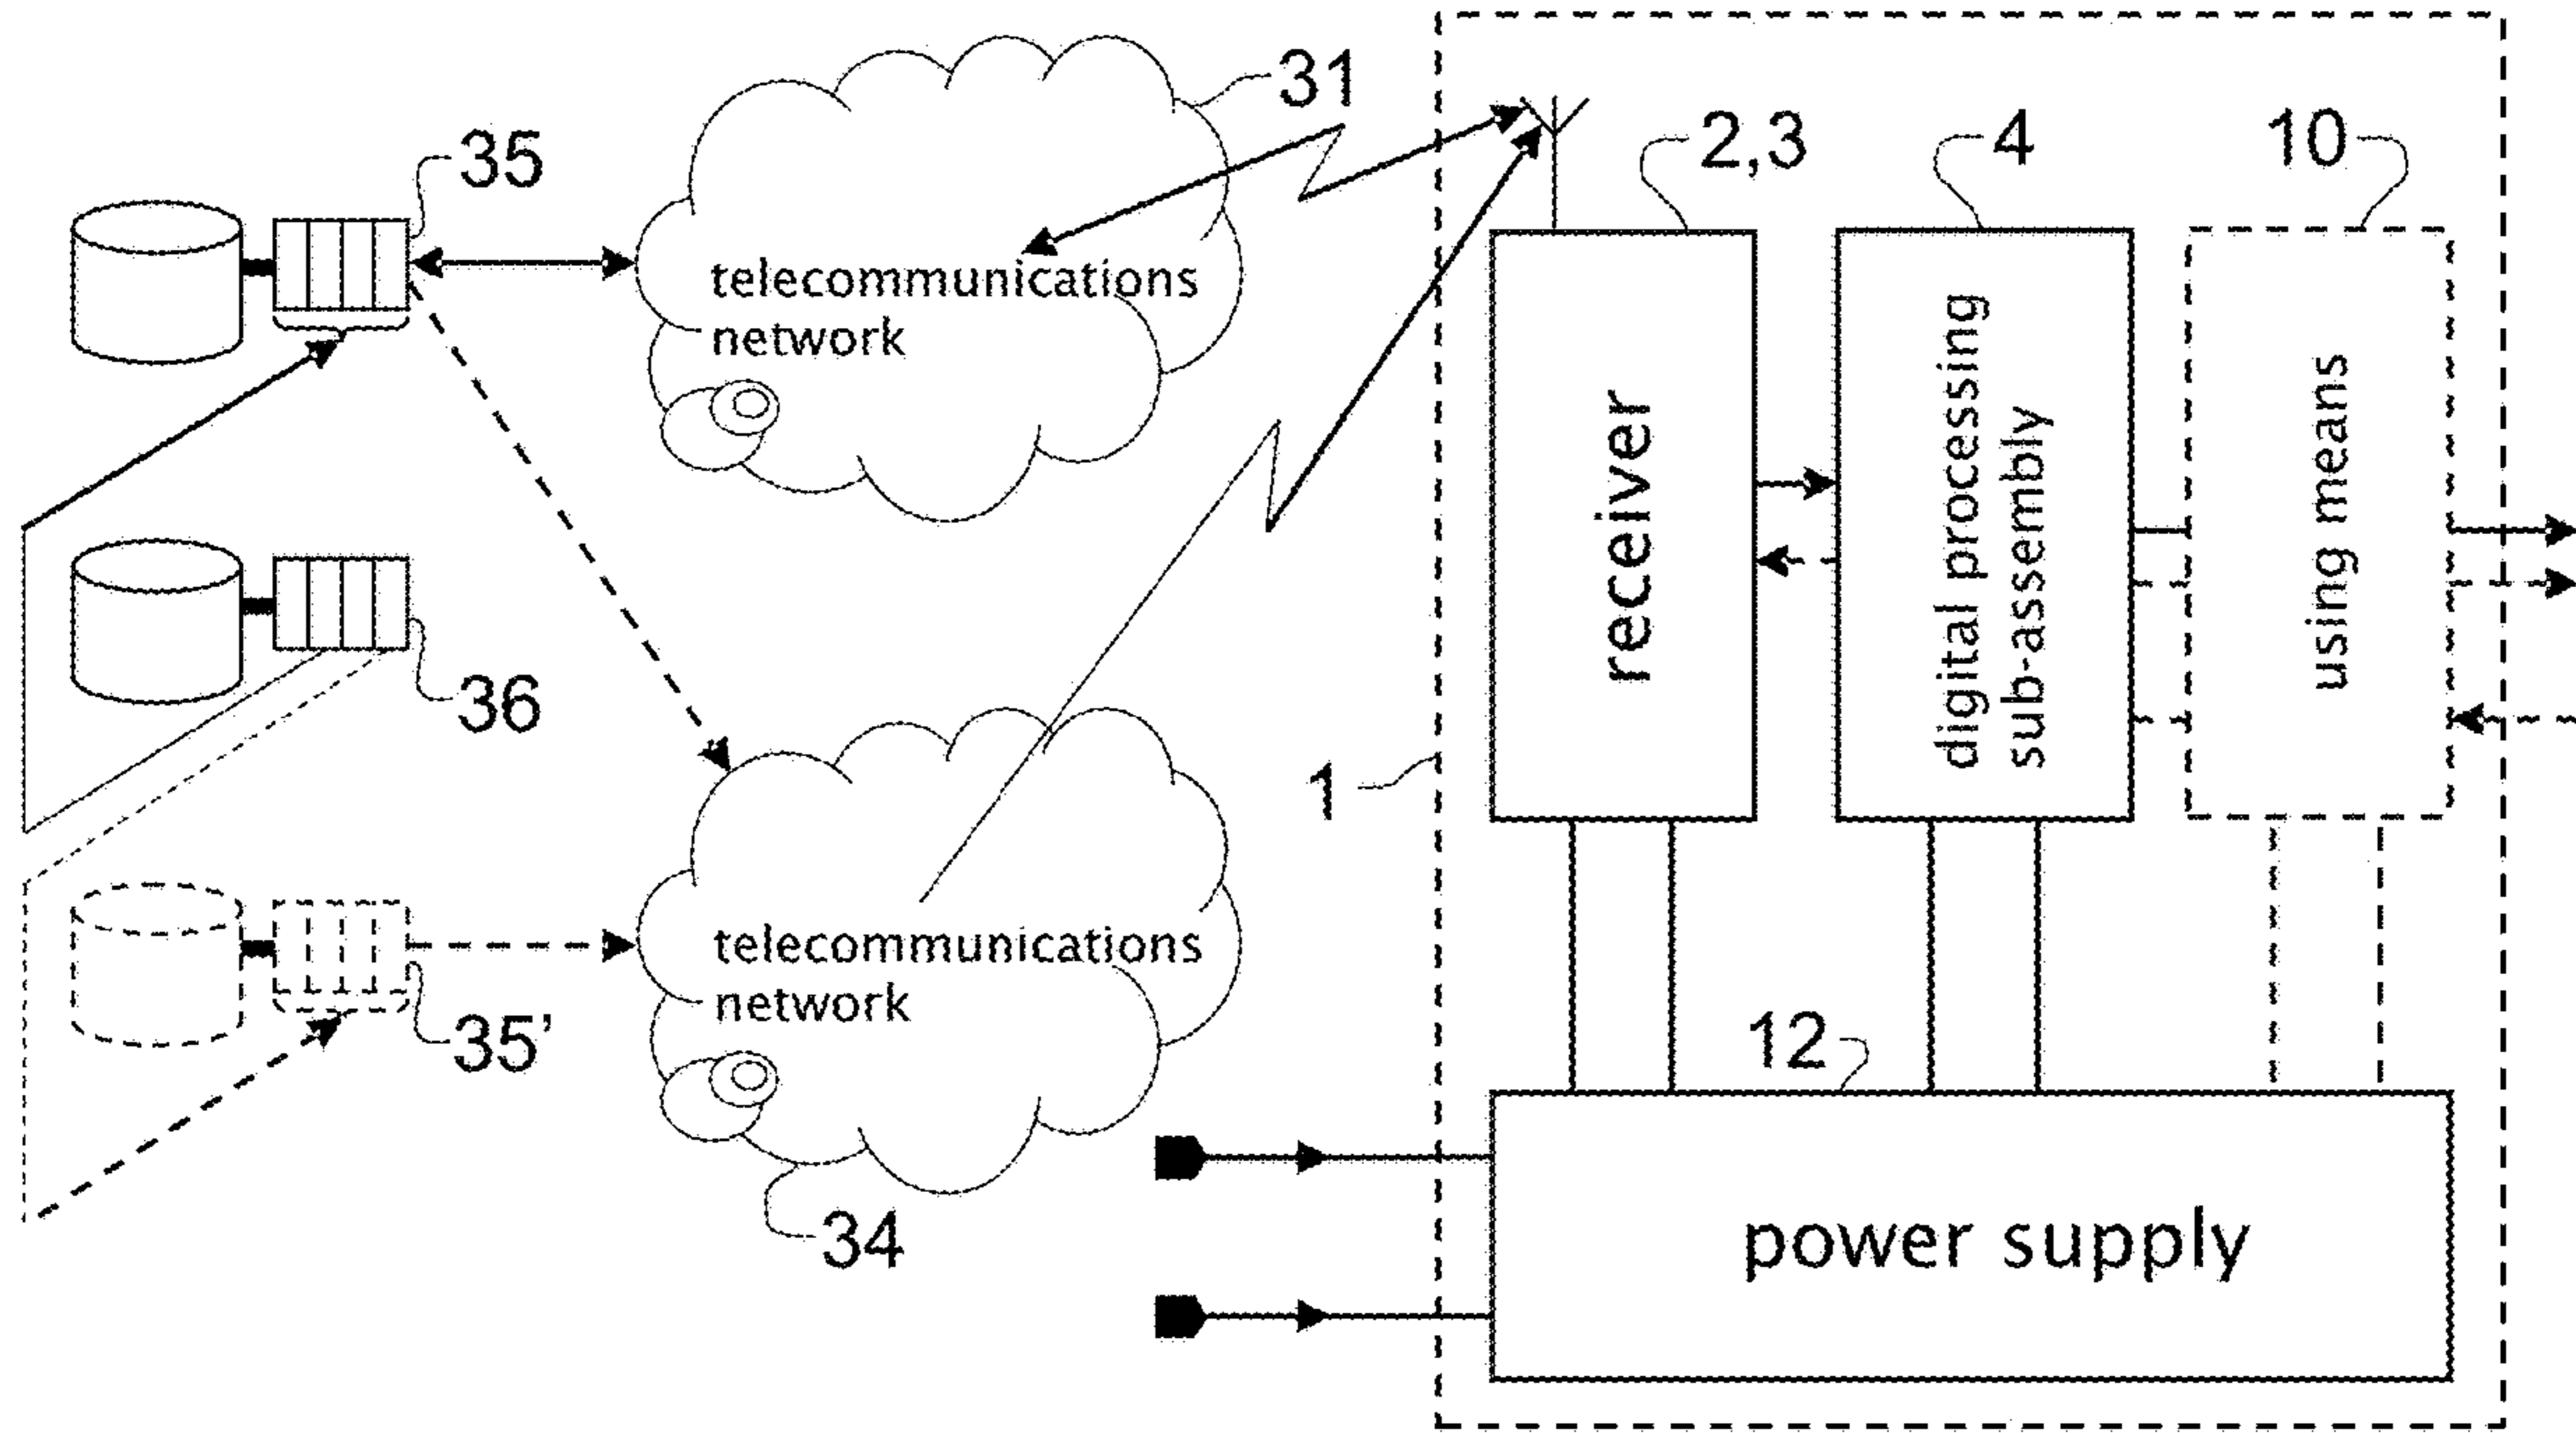 31
2,3
4
10
35
telecommunications
network
receiver
digital processing
sub-assembly
using means
36
1
telecommunications
network
35’
12
34
power supply